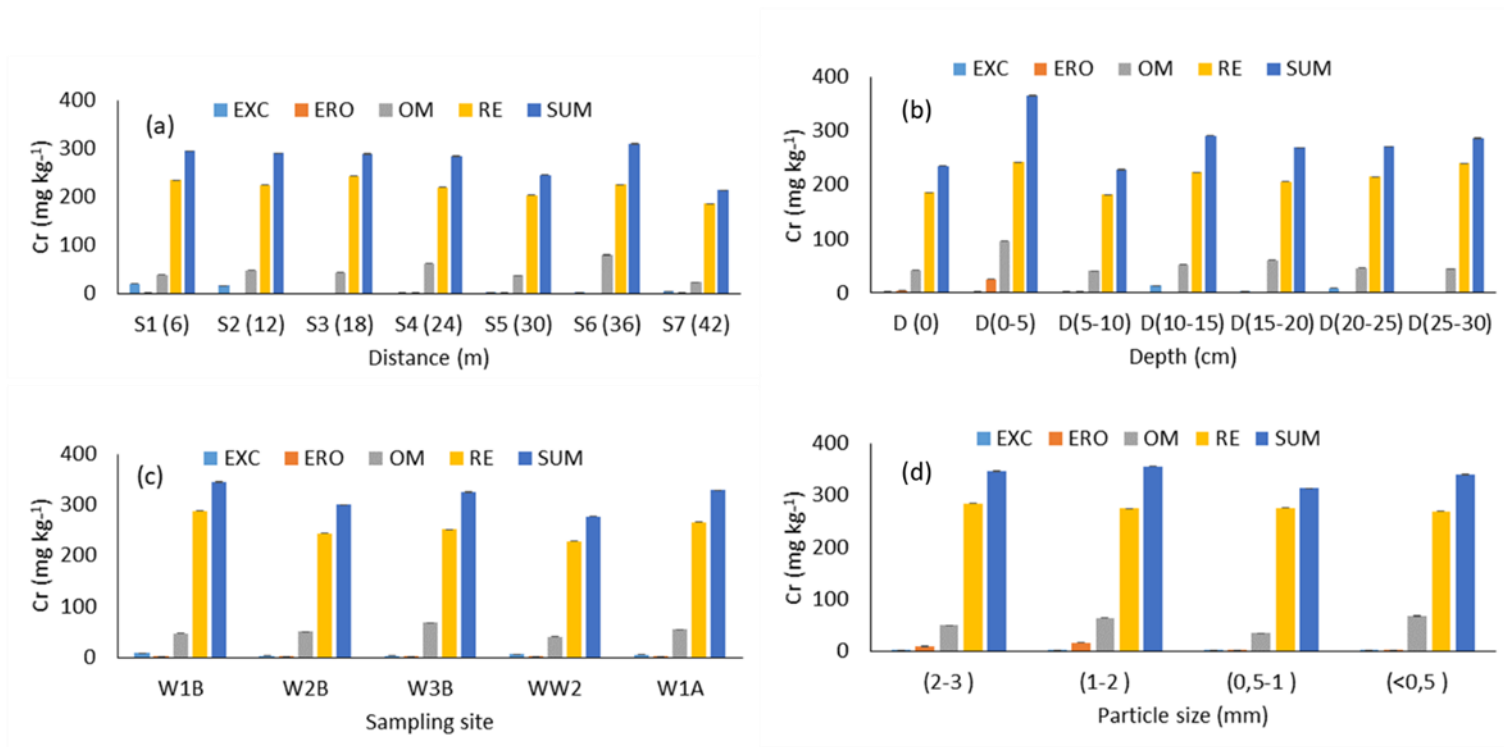 EXC ERO OM RE SUM
(a)
Cr (mg kg-1)
400
300
200
100
0
S1 (6) S2 (12) S3 (18) S4 (24) S5 (30) S6 (36) S7 (42)
Distance (m)
EXC ERO OM RE SUM
(b)
Cr (mg kg-1)
400
300
200
100
0
D (0) D(0-5) D(5-10) D(10-15) D(15-20) D(20-25) D(25-30)
Depth (cm)
EXC ERO OM RE SUM
(c)
Cr (mg kg-1)
400
300
200
100
0
W1B W2B W3B WW2 W1A
Sampling site
EXC ERO OM RE SUM
(d)
Cr (mg kg-1)
400
300
200
100
0
(2-3 ) (1-2 ) (0,5-1 ) (<0,5 )
Particle size (mm)